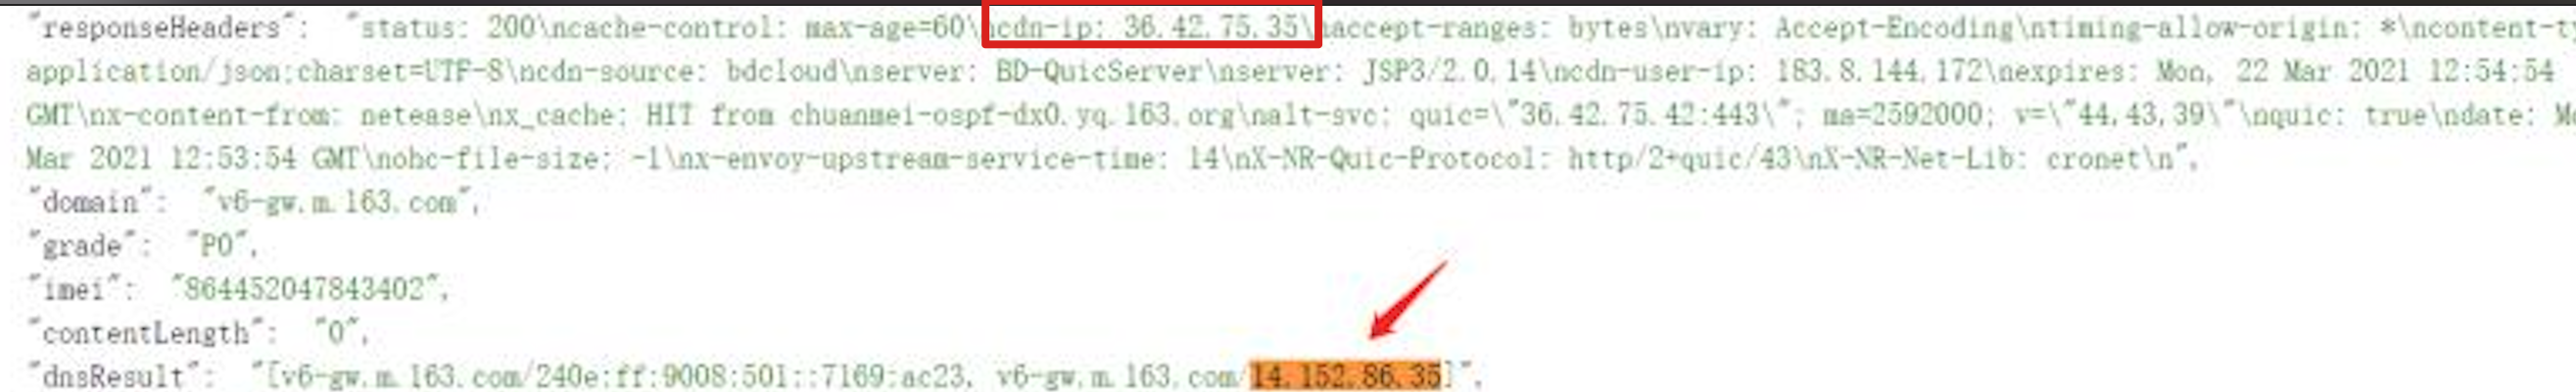 "responseHeaders": "status: 200\ncache-control: max-age=60\ncdn-ip: 36.42.75.35\naccept-ranges: bytes\nvary: Accept-Encoding\ntiming-allow-origin: *\ncontent-ty
application/json;charset=UTF-8\ncdn-source: bdcloud\nserver: BD-QuicServer\nserver: JSP3/2.0.14\ncdn-user-ip: 183.8.144.172\nexpires: Mon, 22 Mar 2021 12:54:54
GMT\nx-content-from: netease\nx_cache: HIT from chuanmei-ospf-dx0.yq.163.org\nalt-svc: quic=\"36.42.75.42:443\"; ma=2592000; v=\"44,43,39\"\nquic: true\ndate: Mo
Mar 2021 12:53:54 GMT\nohc-file-size: -1\nx-envoy-upstream-service-time: 14\nX-NR-Quic-Protocol: http/2+quic/43\nX-NR-Net-Lib: cronet\n",
"domain": "v6-gw.m.163.com",
"grade": "P0",
"imei": "864452047843402",
"contentLength": "0",
"dnsResult": "[v6-gw.m.163.com/240e:ff:9008:501::7169:ac23, v6-gw.m.163.com/14.152.86.35]",